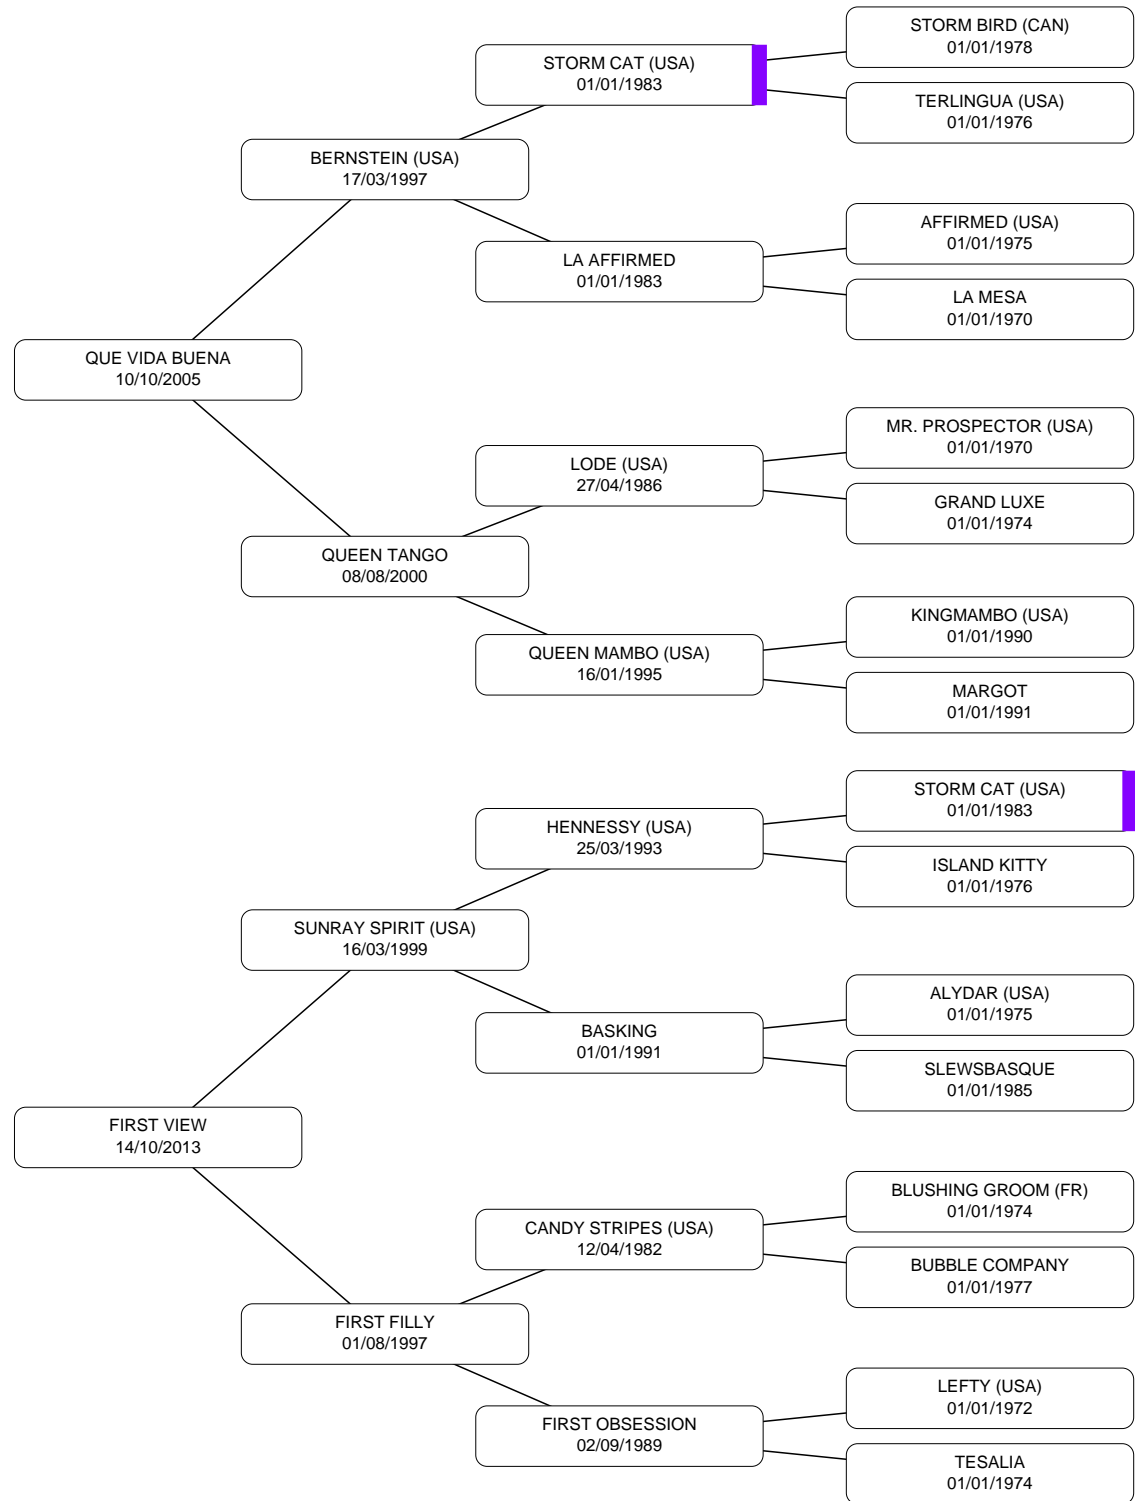 STORM BIRD (CAN)
01/01/1978
STORM CAT (USA)
01/01/1983
TERLINGUA (USA)
01/01/1976
BERNSTEIN (USA)
17/03/1997
AFFIRMED (USA)
01/01/1975
LA AFFIRMED
01/01/1983
LA MESA
01/01/1970
QUE VIDA BUENA
10/10/2005
MR. PROSPECTOR (USA)
01/01/1970
LODE (USA)
27/04/1986
GRAND LUXE
01/01/1974
QUEEN TANGO
08/08/2000
KINGMAMBO (USA)
01/01/1990
QUEEN MAMBO (USA)
16/01/1995
MARGOT
01/01/1991
STORM CAT (USA)
01/01/1983
HENNESSY (USA)
25/03/1993
ISLAND KITTY
01/01/1976
SUNRAY SPIRIT (USA)
16/03/1999
ALYDAR (USA)
01/01/1975
BASKING
01/01/1991
SLEWSBASQUE
01/01/1985
FIRST VIEW
14/10/2013
BLUSHING GROOM (FR)
01/01/1974
CANDY STRIPES (USA)
12/04/1982
BUBBLE COMPANY
01/01/1977
FIRST FILLY
01/08/1997
LEFTY (USA)
01/01/1972
FIRST OBSESSION
02/09/1989
TESALIA
01/01/1974